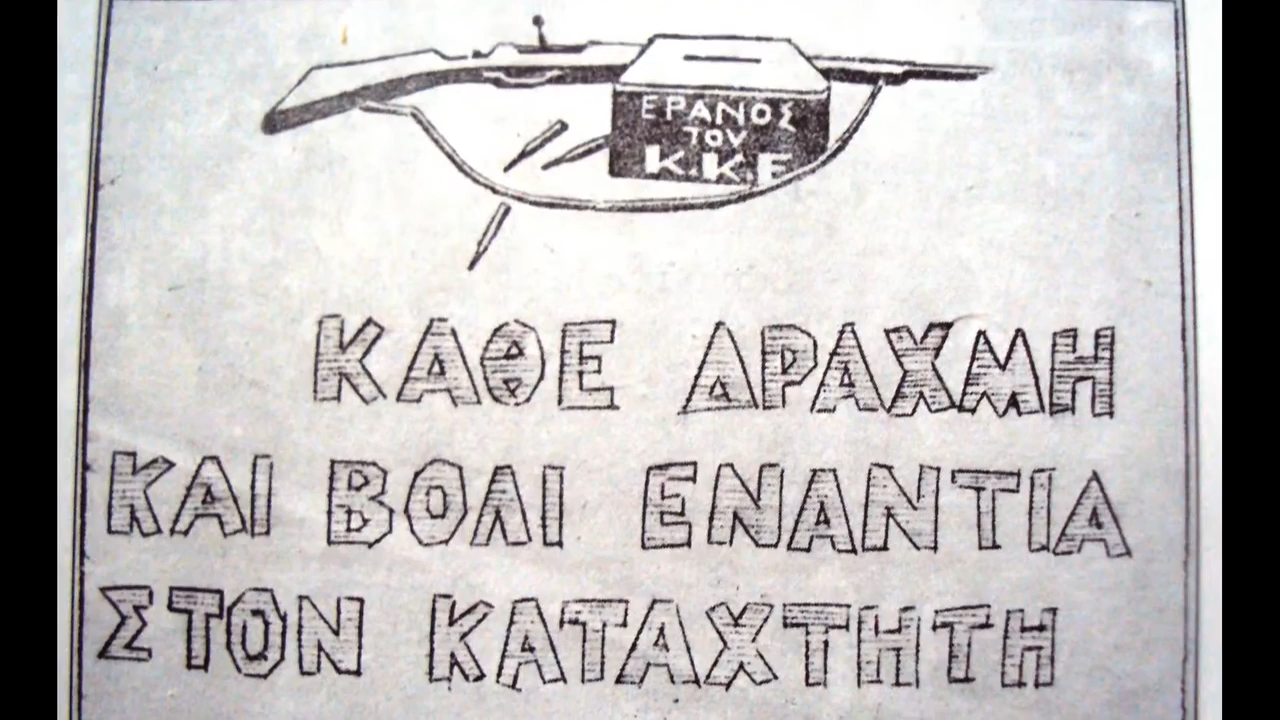 ΕΡΑΝΟΣ
ΤΟΥ
Κ.Κ.Ε
ΚΑΘΕ ΔΡΑΧΜΗ
ΚΑΙ ΒΟΛΙ ΕΝΑΝΤΙΑ
ΣΤΟΝ ΚΑΤΑΧΤΗΤΗ